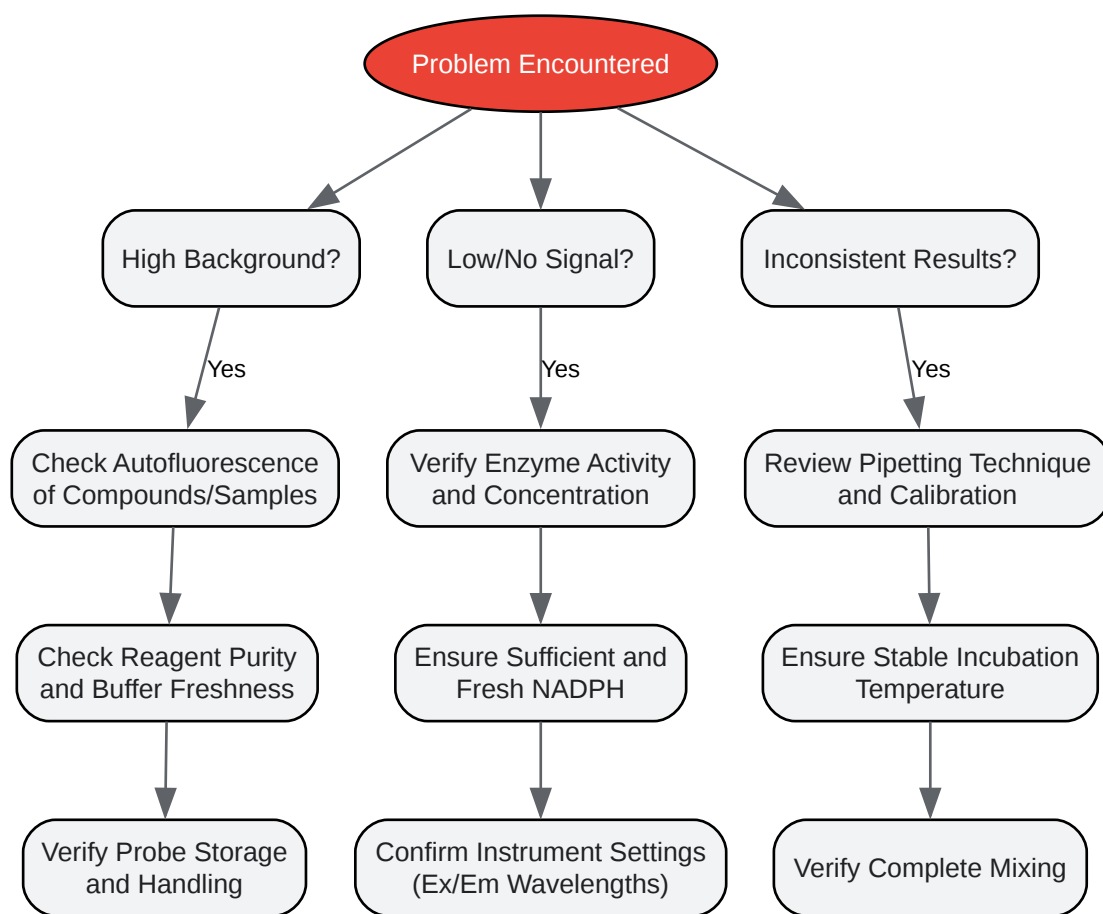 Problem Encountered
High Background?
Low/No Signal?
Inconsistent Results?
Yes
Yes
Yes
Check Autofluorescence
of Compounds/Samples
Verify Enzyme Activity
and Concentration
Review Pipetting Technique
and Calibration
Check Reagent Purity
and Buffer Freshness
Ensure Sufficient and
Fresh NADPH
Ensure Stable Incubation
Temperature
Verify Probe Storage
and Handling
Confirm Instrument Settings
(Ex/Em Wavelengths)
Verify Complete Mixing